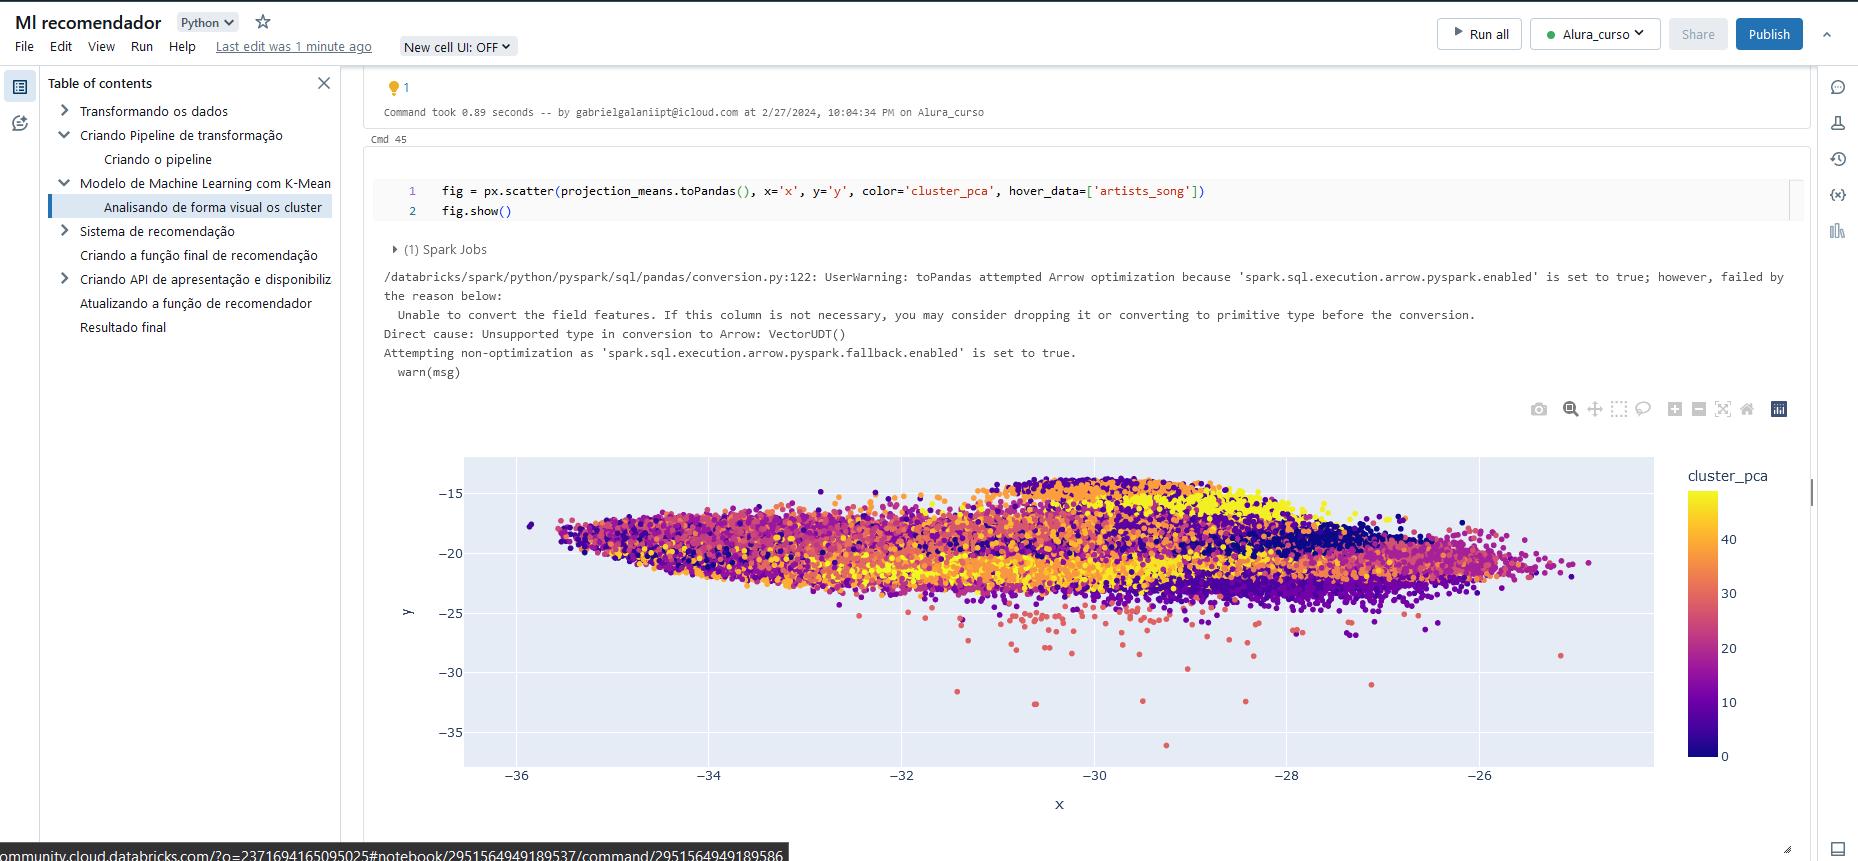 Ml recomendador Python
File Edit View Run Help Last edit was 1 minute ago New cell UI: OFF
Run all Alura_curso Share Publish
Table of contents
Transformando os dados
Criando Pipeline de transformação
Criando o pipeline
Modelo de Machine Learning com K-Mean
Analisando de forma visual os cluster
Sistema de recomendação
Criando a função final de recomendação
Criando API de apresentação e disponibiliz
Atualizando a função de recomendador
Resultado final
1
Command took 0.89 seconds -- by gabrielgalaniipt@icloud.com at 2/27/2024, 10:04:34 PM on Alura_curso
Cmd 45
1 fig = px.scatter(projection_means.toPandas(), x='x', y='y', color='cluster_pca', hover_data=['artists_song'])
2 fig.show()
(1) Spark Jobs
/databricks/spark/python/pyspark/sql/pandas/conversion.py:122: UserWarning: toPandas attempted Arrow optimization because 'spark.sql.execution.arrow.pyspark.enabled' is set to true; however, failed by
the reason below:
Unable to convert the field features. If this column is not necessary, you may consider dropping it or converting to primitive type before the conversion.
Direct cause: Unsupported type in conversion to Arrow: VectorUDT()
Attempting non-optimization as 'spark.sql.execution.arrow.pyspark.fallback.enabled' is set to true.
warn(msg)
cluster_pca
−15
−20
−25
−30
−35
y
40
30
20
10
0
−36 −34 −32 −30 −28 −26
x
ommunity.cloud.databricks.com/?o=2371694165095025#notebook/2951564949189537/command/2951564949189586